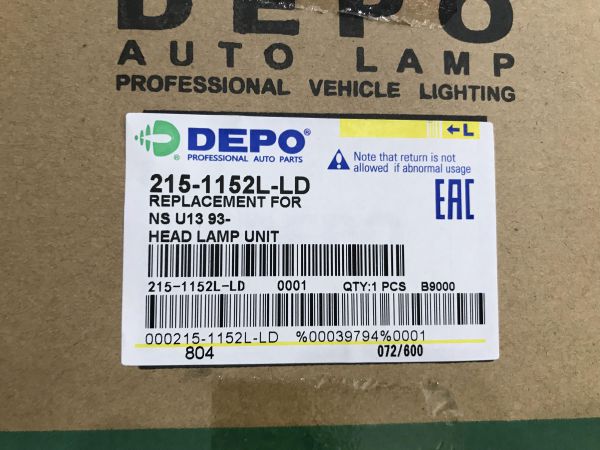 DEPO
AUTO LAMP
PROFESSIONAL VEHICLE LIGHTING
DEPO®
PROFESSIONAL AUTO PARTS
←L
Note that return is not
allowed if abnormal usage
215-1152L-LD
REPLACEMENT FOR
NS U13 93-
HEAD LAMP UNIT
EAC
215-1152L-LD 0001 QTY:1 PCS B9000
000215-1152L-LD %00039794%0001
804 072/600